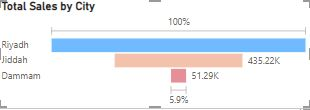 Total Sales by City
100%
Riyadh
Jiddah 435.22K
Dammam 51.29K
5.9%